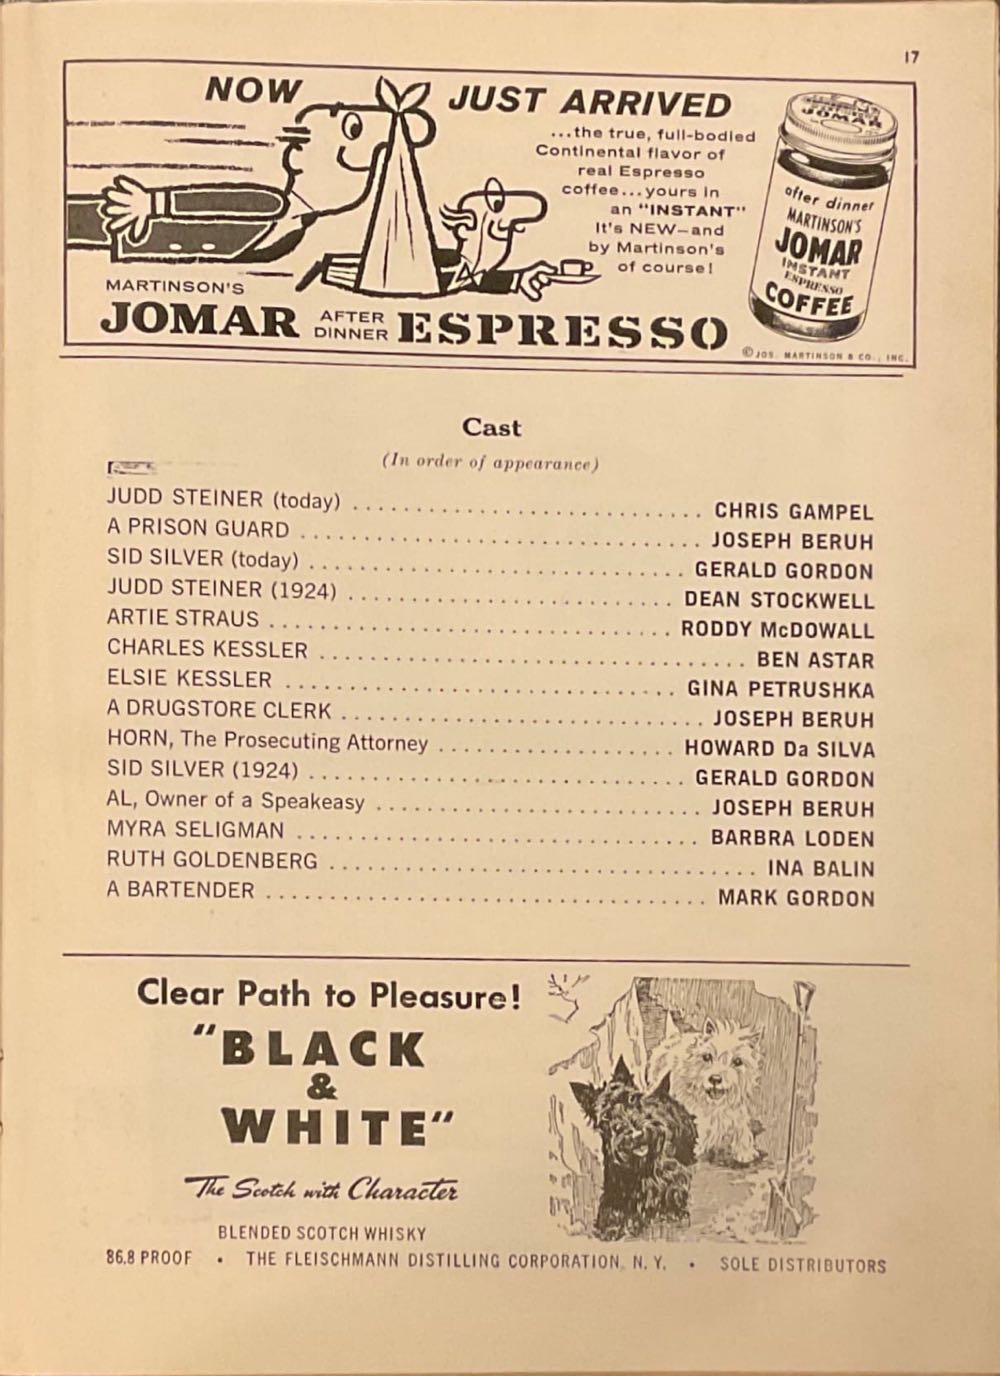 17
NOW JUST ARRIVED
...the true, full-bodied
Continental flavor of
real Espresso
coffee...yours in
an "INSTANT"
It's NEW—and
by Martinson's
of course!
MARTINSON'S
JOMAR AFTER DINNER ESPRESSO
JOMAR
after dinner
MARTINSON'S
JOMAR
INSTANT
ESPRESSO
COFFEE
© JOS. MARTINSON & CO., INC.
Cast
(In order of appearance)
JUDD STEINER (today) . . . . . . . . . . CHRIS GAMPEL
A PRISON GUARD . . . . . . . . . . JOSEPH BERUH
SID SILVER (today) . . . . . . . . . . GERALD GORDON
JUDD STEINER (1924) . . . . . . . . . . DEAN STOCKWELL
ARTIE STRAUS . . . . . . . . . . RODDY McDOWALL
CHARLES KESSLER . . . . . . . . . . BEN ASTAR
ELSIE KESSLER . . . . . . . . . . GINA PETRUSHKA
A DRUGSTORE CLERK . . . . . . . . . . JOSEPH BERUH
HORN, The Prosecuting Attorney . . . . . . . . . . HOWARD Da SILVA
SID SILVER (1924) . . . . . . . . . . GERALD GORDON
AL, Owner of a Speakeasy . . . . . . . . . . JOSEPH BERUH
MYRA SELIGMAN . . . . . . . . . . BARBRA LODEN
RUTH GOLDENBERG . . . . . . . . . . INA BALIN
A BARTENDER . . . . . . . . . . MARK GORDON
Clear Path to Pleasure!
"BLACK
&
WHITE"
The Scotch with Character
BLENDED SCOTCH WHISKY
86.8 PROOF • THE FLEISCHMANN DISTILLING CORPORATION, N. Y. • SOLE DISTRIBUTORS